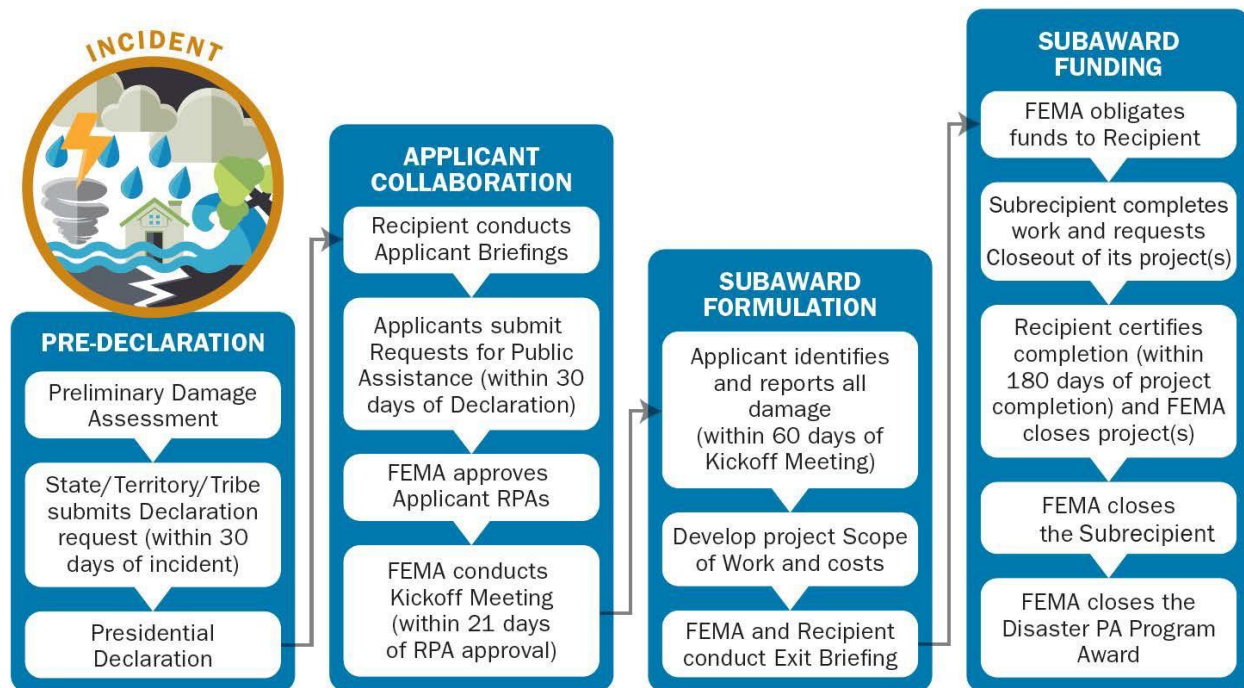 INCIDENT
PRE-DECLARATION
Preliminary Damage
Assessment
State/Territory/Tribe
submits Declaration
request (within 30
days of incident)
Presidential
Declaration
APPLICANT
COLLABORATION
Recipient conducts
Applicant Briefings
Applicants submit
Requests for Public
Assistance (within 30
days of Declaration)
FEMA approves
Applicant RPAs
FEMA conducts
Kickoff Meeting
(within 21 days
of RPA approval)
SUBAWARD
FORMULATION
Applicant identifies
and reports all
damage
(within 60 days of
Kickoff Meeting)
Develop project Scope
of Work and costs
FEMA and Recipient
conduct Exit Briefing
SUBAWARD
FUNDING
FEMA obligates
funds to Recipient
Subrecipient completes
work and requests
Closeout of its project(s)
Recipient certifies
completion (within
180 days of project
completion) and FEMA
closes project(s)
FEMA closes
the Subrecipient
FEMA closes the
Disaster PA Program
Award